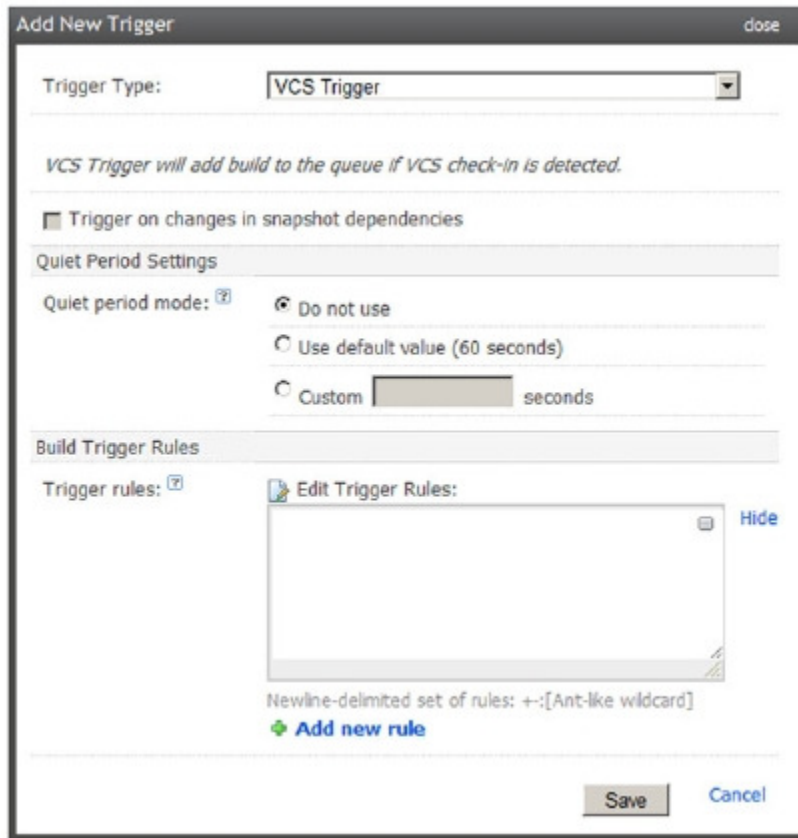 Add New Trigger close
Trigger Type: VCS Trigger
VCS Trigger will add build to the queue if VCS check-in is detected.
Trigger on changes in snapshot dependencies
Quiet Period Settings
Quiet period mode: ? Do not use
Use default value (60 seconds)
Custom seconds
Build Trigger Rules
Trigger rules: ? Edit Trigger Rules:
Hide
Newline-delimited set of rules: +-:[Ant-like wildcard]
Add new rule
Save Cancel